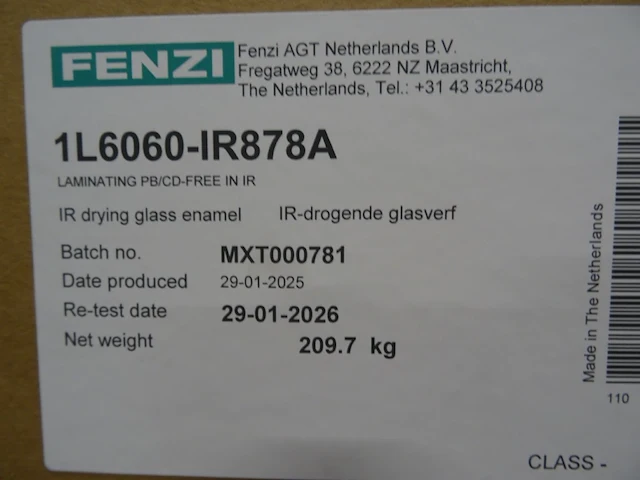 FENZI
Fenzi AGT Netherlands B.V.
Fregatweg 38, 6222 NZ Maastricht,
The Netherlands, Tel.: +31 43 3525408
1L6060-IR878A
LAMINATING PB/CD-FREE IN IR
IR drying glass enamel IR-drogende glasverf
Batch no. MXT000781
Date produced 29-01-2025
Re-test date 29-01-2026
Net weight 209.7 kg
Made in The Netherlands
110
CLASS -